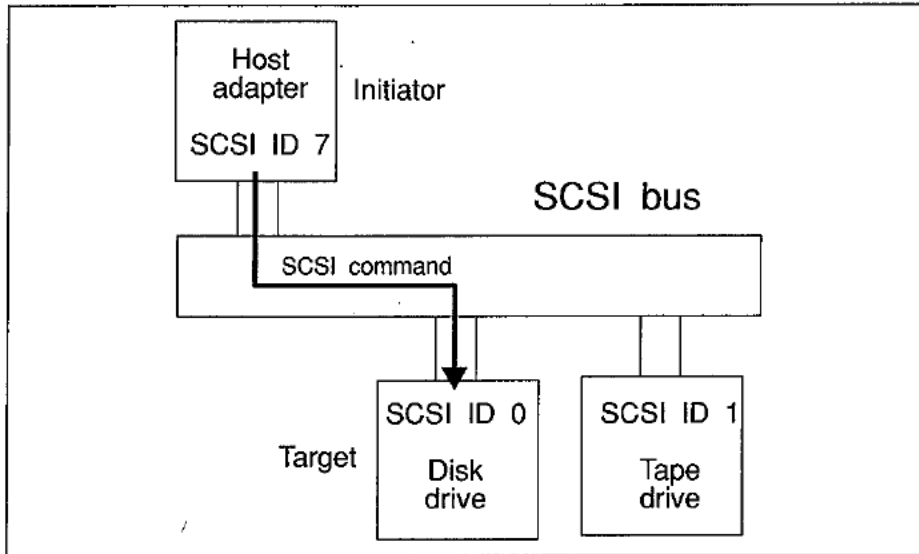 Host
adapter
SCSI ID 7
Initiator
SCSI bus
SCSI command
Target
SCSI ID 0
Disk
drive
SCSI ID 1
Tape
drive